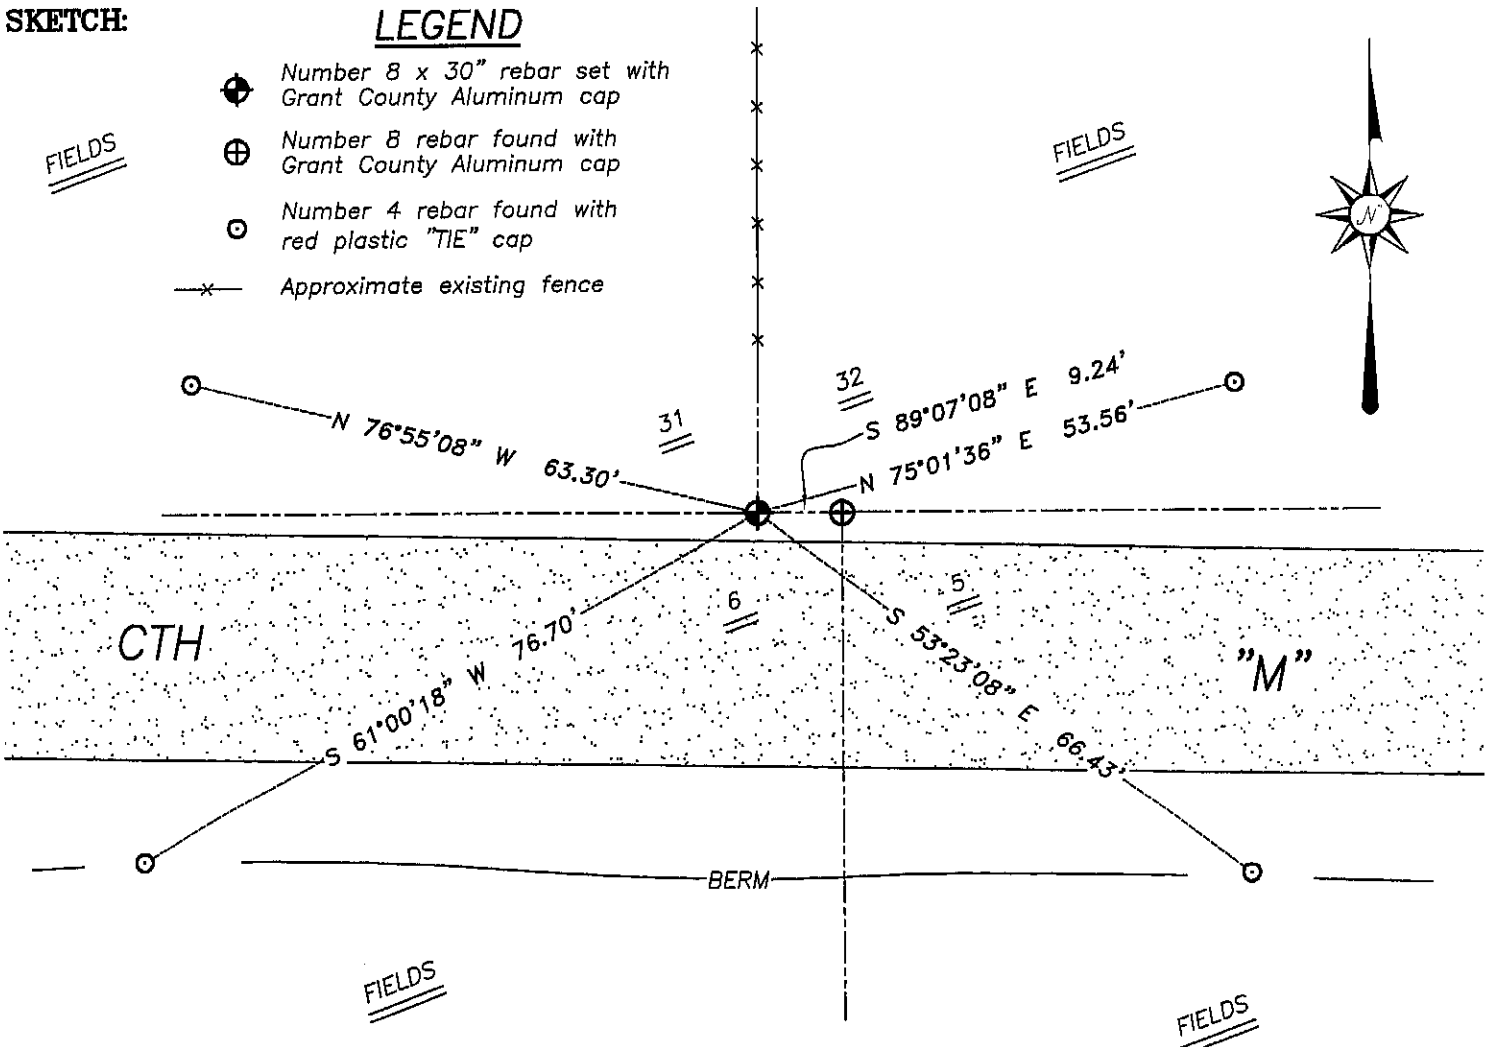 SKETCH:
LEGEND
Number 8 x 30" rebar set with
Grant County Aluminum cap
Number 8 rebar found with
Grant County Aluminum cap
Number 4 rebar found with
red plastic "TIE" cap
Approximate existing fence
FIELDS
FIELDS
N
32
31
S 89°07'08" E 9.24'
N 75°01'36" E 53.56'
N 76°55'08" W 63.30'
5
6
CTH
"M"
S 61°00'18" W 76.70'
S 53°23'08" E 66.43'
BERM
FIELDS
FIELDS